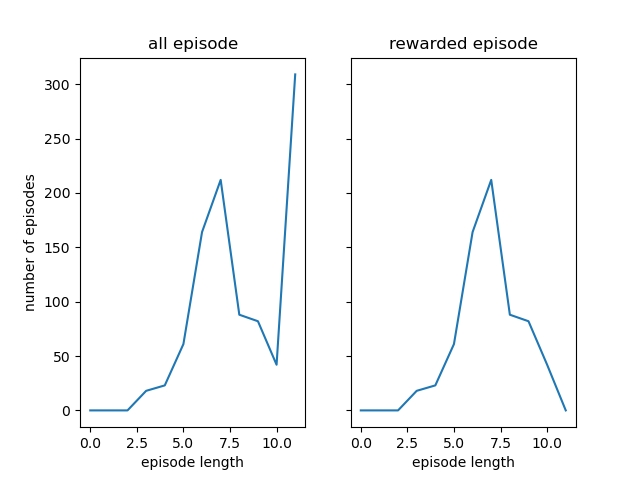 all episode
rewarded episode
number of episodes
300
250
200
150
100
50
0
0.0 2.5 5.0 7.5 10.0
0.0 2.5 5.0 7.5 10.0
episode length
episode length